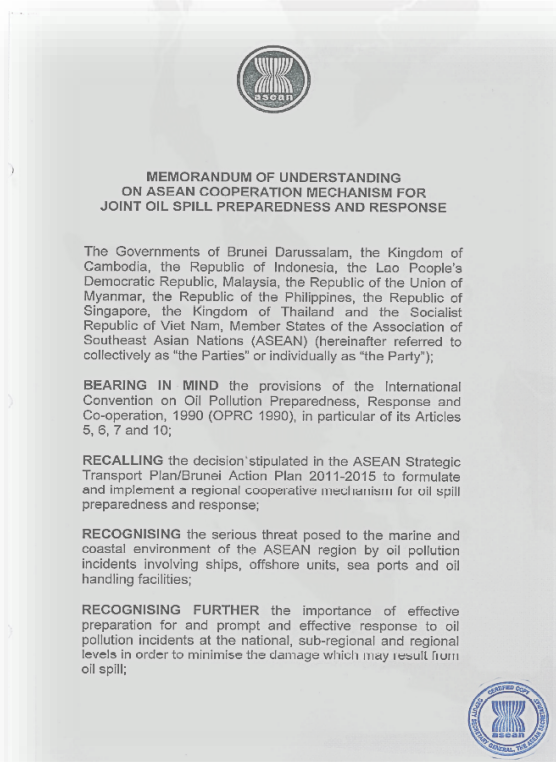 asean
MEMORANDUM OF UNDERSTANDING
ON ASEAN COOPERATION MECHANISM FOR
JOINT OIL SPILL PREPAREDNESS AND RESPONSE
The Governments of Brunei Darussalam, the Kingdom of
Cambodia, the Republic of Indonesia, the Lao People's
Democratic Republic, Malaysia, the Republic of the Union of
Myanmar, the Republic of the Philippines, the Republic of
Singapore, the Kingdom of Thailand and the Socialist
Republic of Viet Nam, Member States of the Association of
Southeast Asian Nations (ASEAN) (hereinafter referred to
collectively as “the Parties” or individually as “the Party”);
BEARING IN MIND the provisions of the International
Convention on Oil Pollution Preparedness, Response and
Co-operation, 1990 (OPRC 1990), in particular of its Articles
5, 6, 7 and 10;
RECALLING the decision stipulated in the ASEAN Strategic
Transport Plan/Brunei Action Plan 2011-2015 to formulate
and implement a regional cooperative mechanism for oil spill
preparedness and response;
RECOGNISING the serious threat posed to the marine and
coastal environment of the ASEAN region by oil pollution
incidents involving ships, offshore units, sea ports and oil
handling facilities;
RECOGNISING FURTHER the importance of effective
preparation for and prompt and effective response to oil
pollution incidents at the national, sub-regional and regional
levels in order to minimise the damage which may result from
oil spill;
CERTIFIED COPY
asean